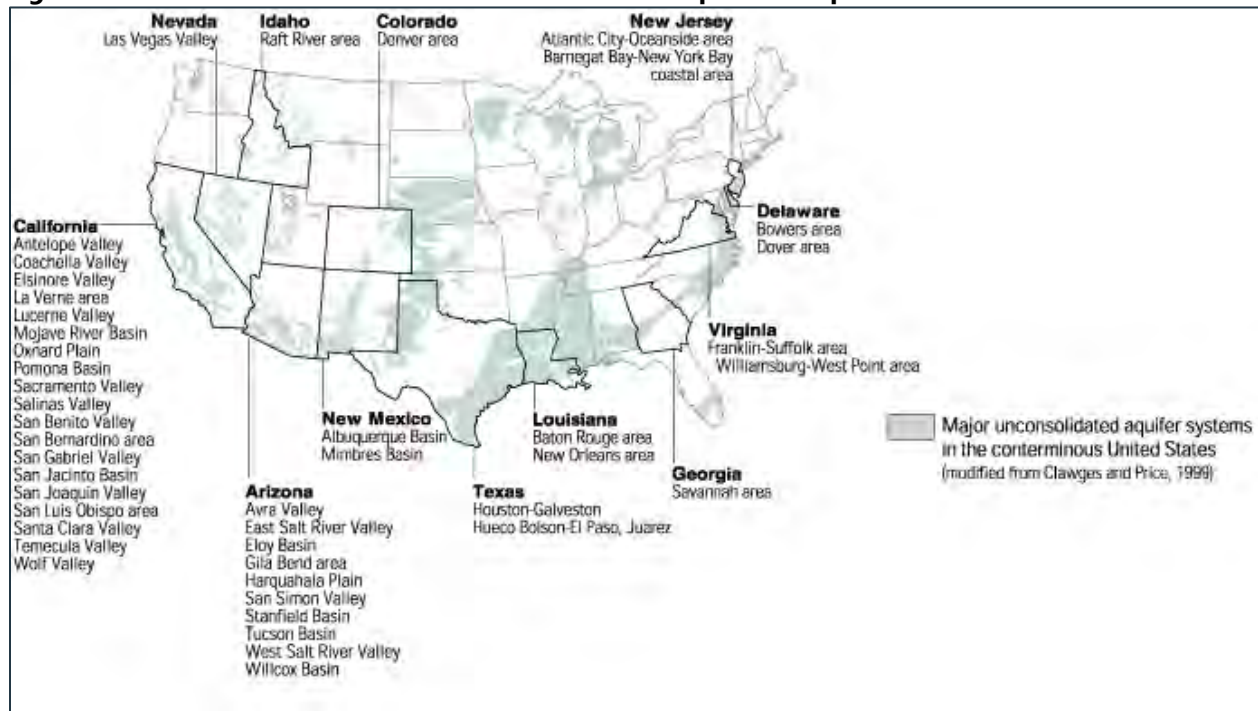 Nevada
Las Vegas Valley
Idaho
Raft River area
Colorado
Denver area
New Jersey
Atlantic City-Oceanside area
Barnegat Bay-New York Bay
coastal area
California
Antelope Valley
Coachella Valley
Elsinore Valley
La Verne area
Lucerne Valley
Mojave River Basin
Oxnard Plain
Pomona Basin
Sacramento Valley
Salinas Valley
San Benito Valley
San Bernardino area
San Gabriel Valley
San Jacinto Basin
San Joaquin Valley
San Luis Obispo area
Santa Clara Valley
Temecula Valley
Wolf Valley
Delaware
Bowers area
Dover area
Virginia
Franklin-Suffolk area
Williamsburg-West Point area
New Mexico
Albuquerque Basin
Mimbres Basin
Louisiana
Baton Rouge area
New Orleans area
Georgia
Savannah area
Arizona
Avra Valley
East Salt River Valley
Eloy Basin
Gila Bend area
Harquahala Plain
San Simon Valley
Stanfield Basin
Tucson Basin
West Salt River Valley
Willcox Basin
Texas
Houston-Galveston
Hueco Bolson-El Paso, Juarez
Major unconsolidated aquifer systems
in the conterminous United States
(modified from Clawges and Price, 1999)